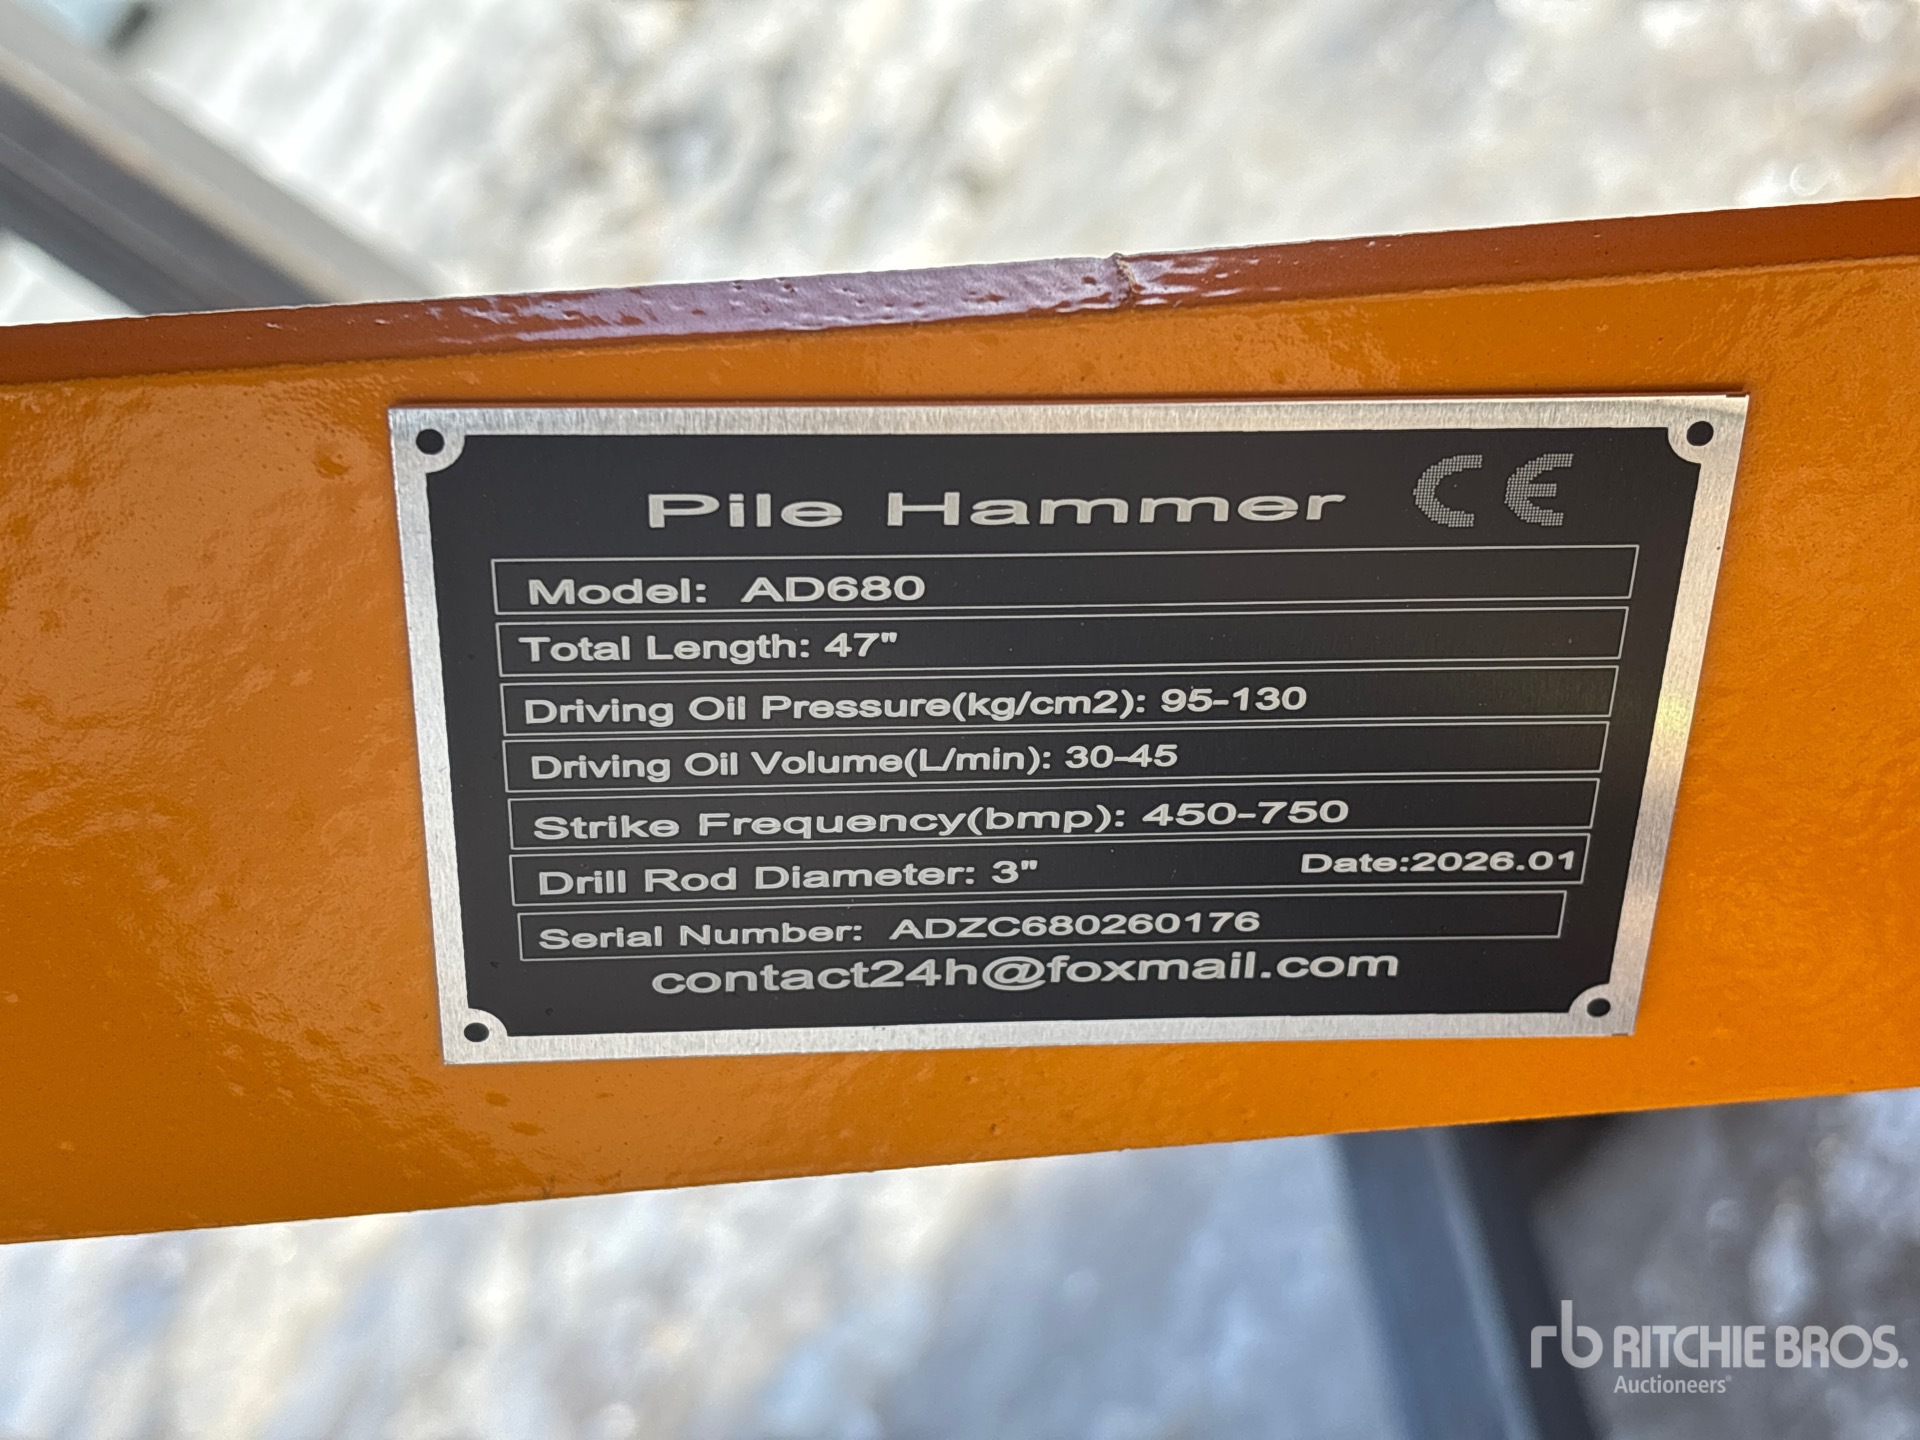 Pile Hammer CE
Model: AD680
Total Length: 47"
Driving Oil Pressure(kg/cm2): 95-130
Driving Oil Volume(L/min): 30-45
Strike Frequency(bmp): 450-750
Drill Rod Diameter: 3" Date:2026.01
Serial Number: ADZC680260176
contact24h@foxmail.com
rb RITCHIE BROS.
Auctioneers